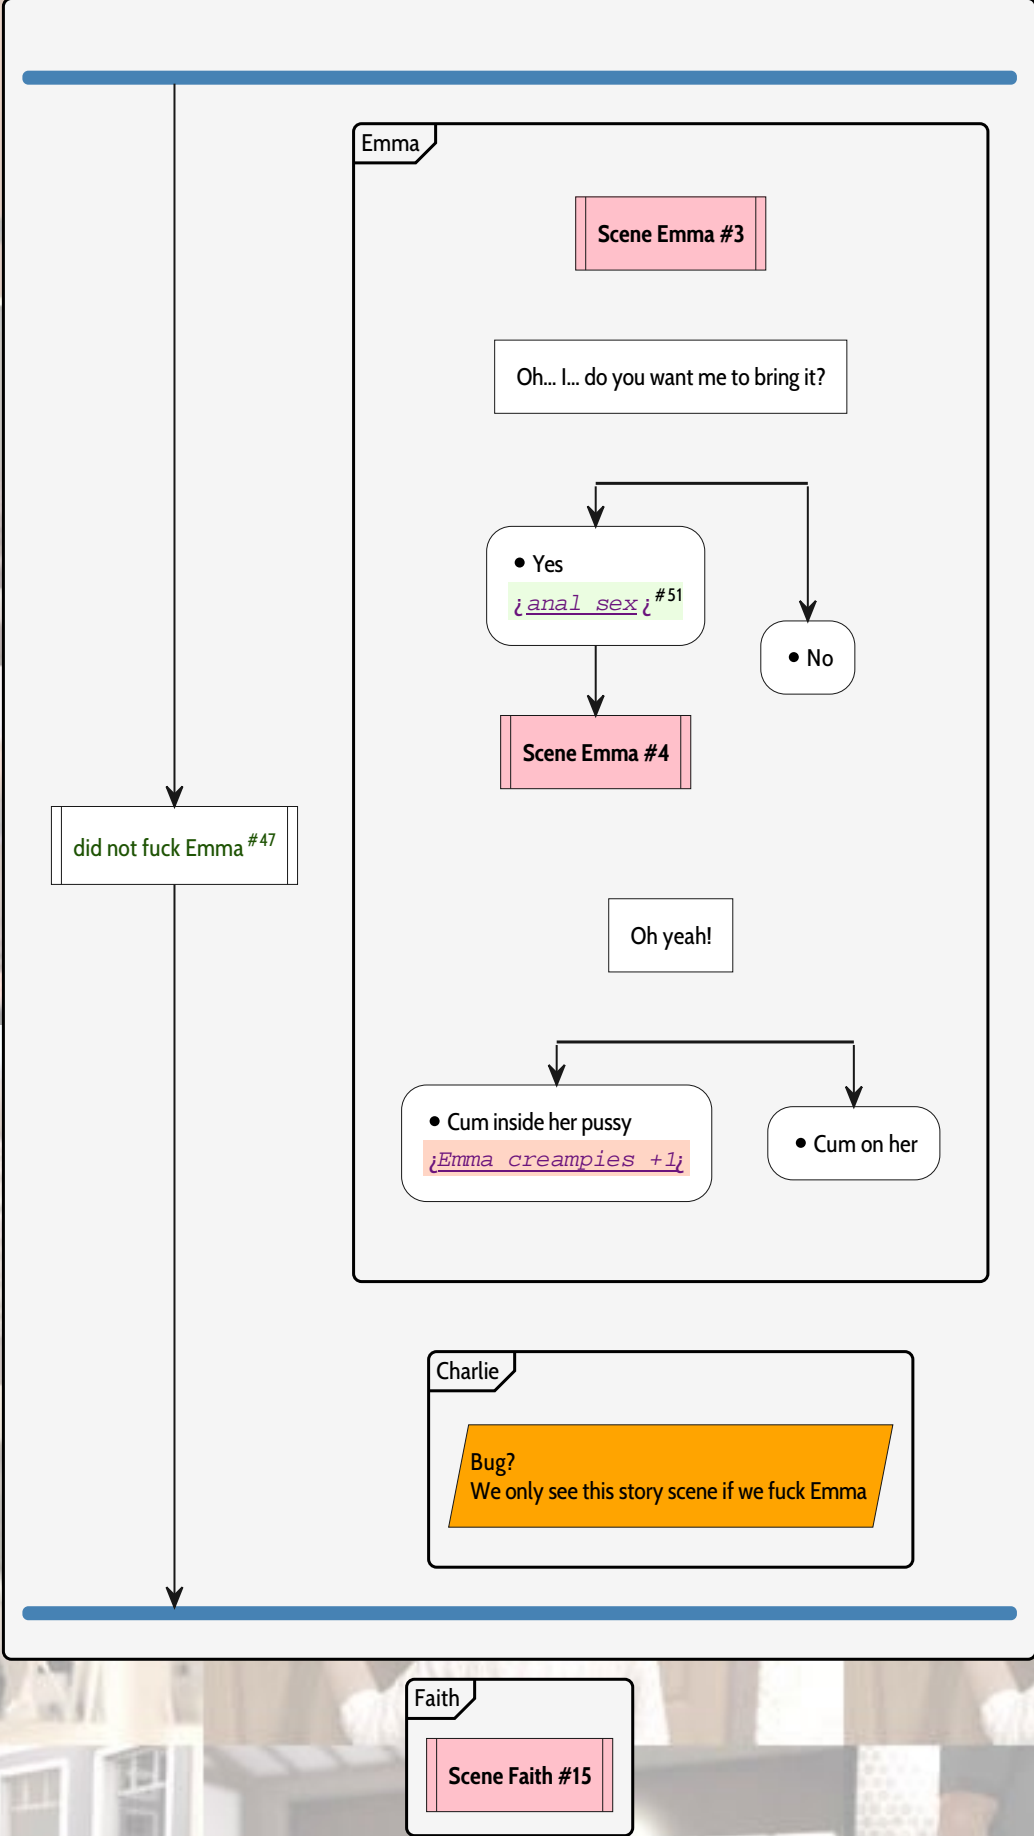 Emma
Scene Emma #3
Oh... I... do you want me to bring it?
• Yes
¿anal sex¿ #51
• No
Scene Emma #4
did not fuck Emma #47
Oh yeah!
• Cum inside her pussy
¿Emma creampies +1¿
• Cum on her
Charlie
Bug?
We only see this story scene if we fuck Emma
Faith
Scene Faith #15